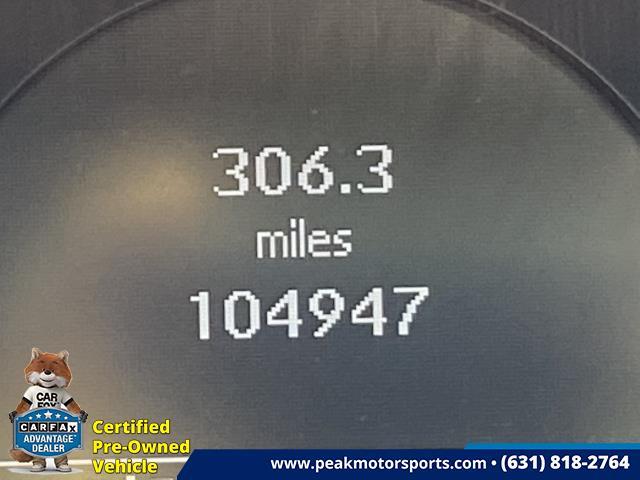 306.3
miles
104947
CAR
FOX
CARFAX
ADVANTAGE
DEALER
Certified
Pre-Owned
Vehicle
www.peakmotorsports.com • (631) 818-2764